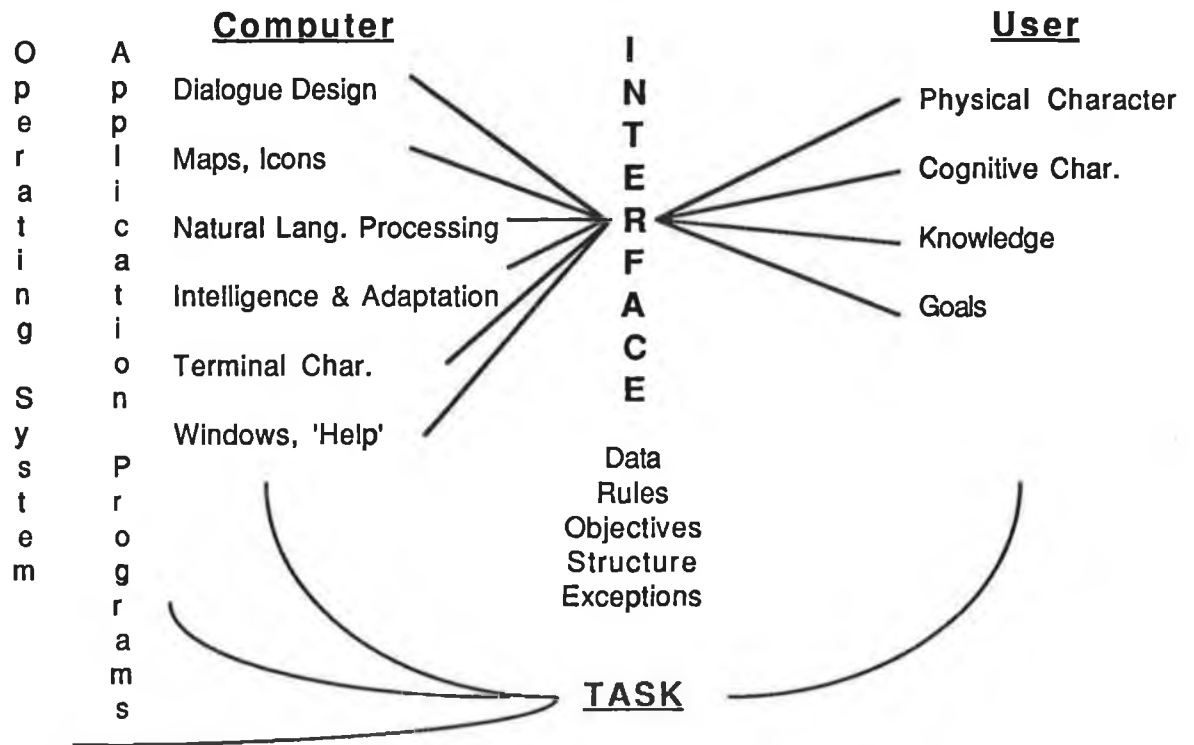 Operating System
Application Programs
Computer
Dialogue Design
Maps, Icons
Natural Lang. Processing
Intelligence & Adaptation
Terminal Char.
Windows, 'Help'
INTERFACE
User
Physical Character
Cognitive Char.
Knowledge
Goals
Data
Rules
Objectives
Structure
Exceptions
TASK